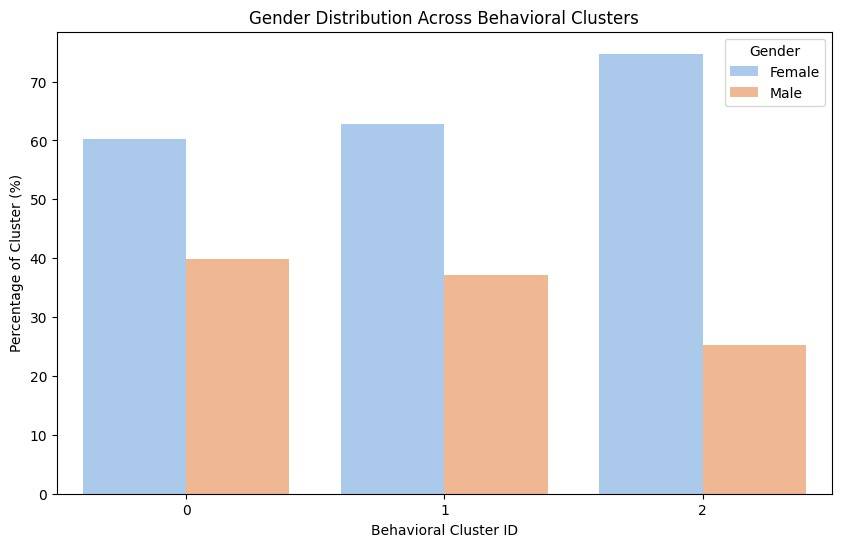 Gender Distribution Across Behavioral Clusters
Gender
Female
Male
Percentage of Cluster (%)
70
60
50
40
30
20
10
0
0 1 2
Behavioral Cluster ID